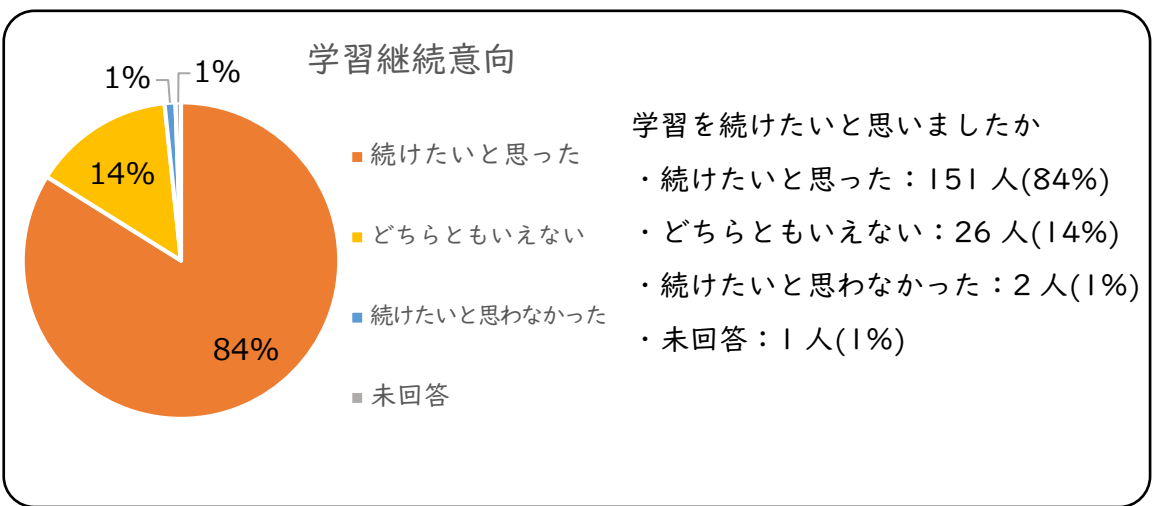 学習継続意向
1%
1%
14%
84%
続けたいと思った
どちらともいえない
続けたいと思わなかった
未回答
学習を続けたいと思いましたか
・続けたいと思った：151 人(84%)
・どちらともいえない：26 人(14%)
・続けたいと思わなかった：2 人(1%)
・未回答：1 人(1%)